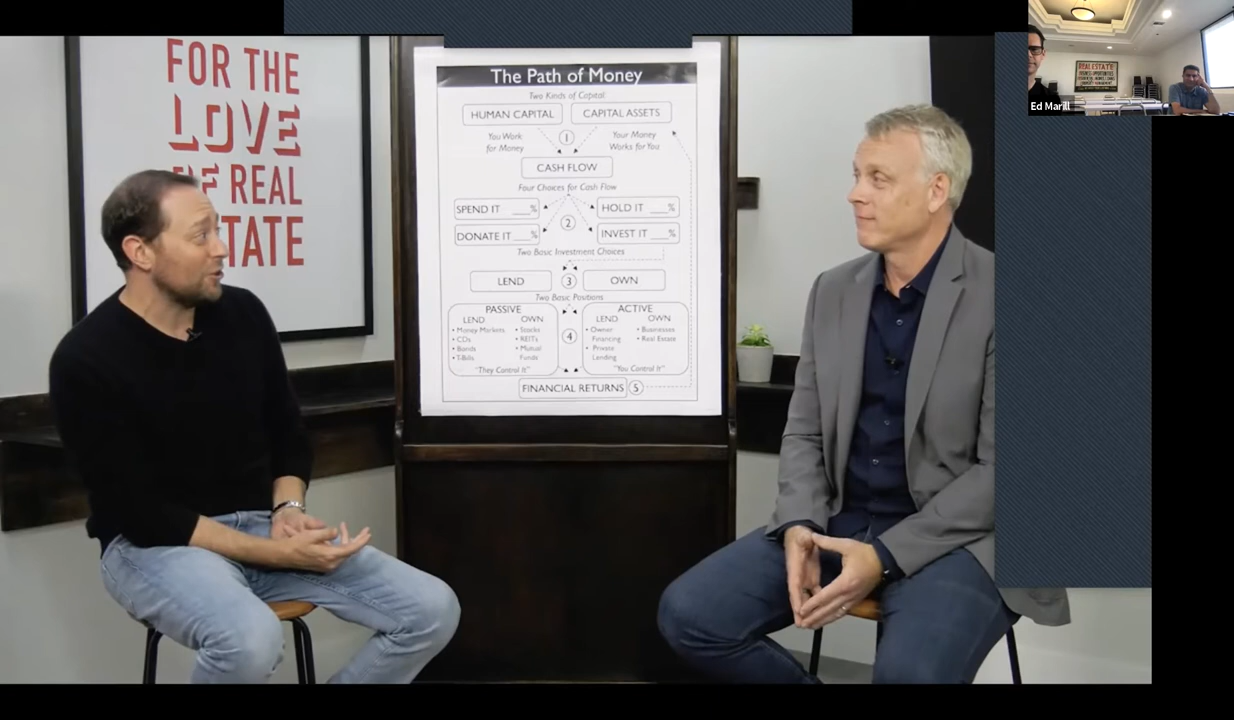 FOR THE
LOVE
REAL
TATE
The Path of Money
Two Kinds of Capital
HUMAN CAPITAL
CAPITAL ASSETS
You Work
for Money
1
Your Money
Works for You
CASH FLOW
Four Choices for Cash Flow
SPEND IT ___%
HOLD IT ___%
2
DONATE IT ___%
INVEST IT ___%
Two Basic Investment Choices
LEND
3
OWN
Two Basic Positions
PASSIVE
LEND
• Money Markets
• CDs
• Bonds
• T-Bills
OWN
• Stocks
• REITs
• Mutual
Funds
"They Control It"
4
ACTIVE
LEND
• Owner
Financing
• Private
Lending
OWN
• Businesses
• Real Estate
"You Control It"
FINANCIAL RETURNS 5
REAL ESTATE
Ed Marill